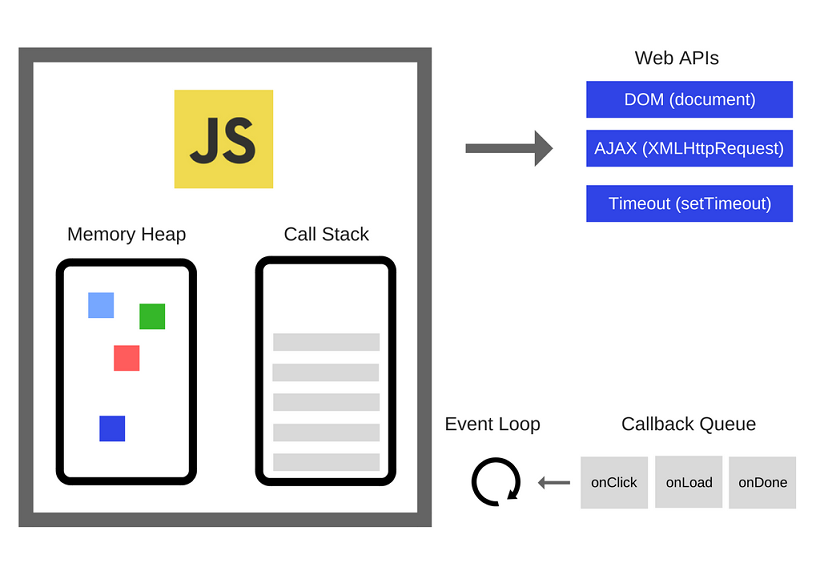 JS
Memory Heap
Call Stack
Web APIs
DOM (document)
AJAX (XMLHttpRequest)
Timeout (setTimeout)
Event Loop
Callback Queue
onClick
onLoad
onDone